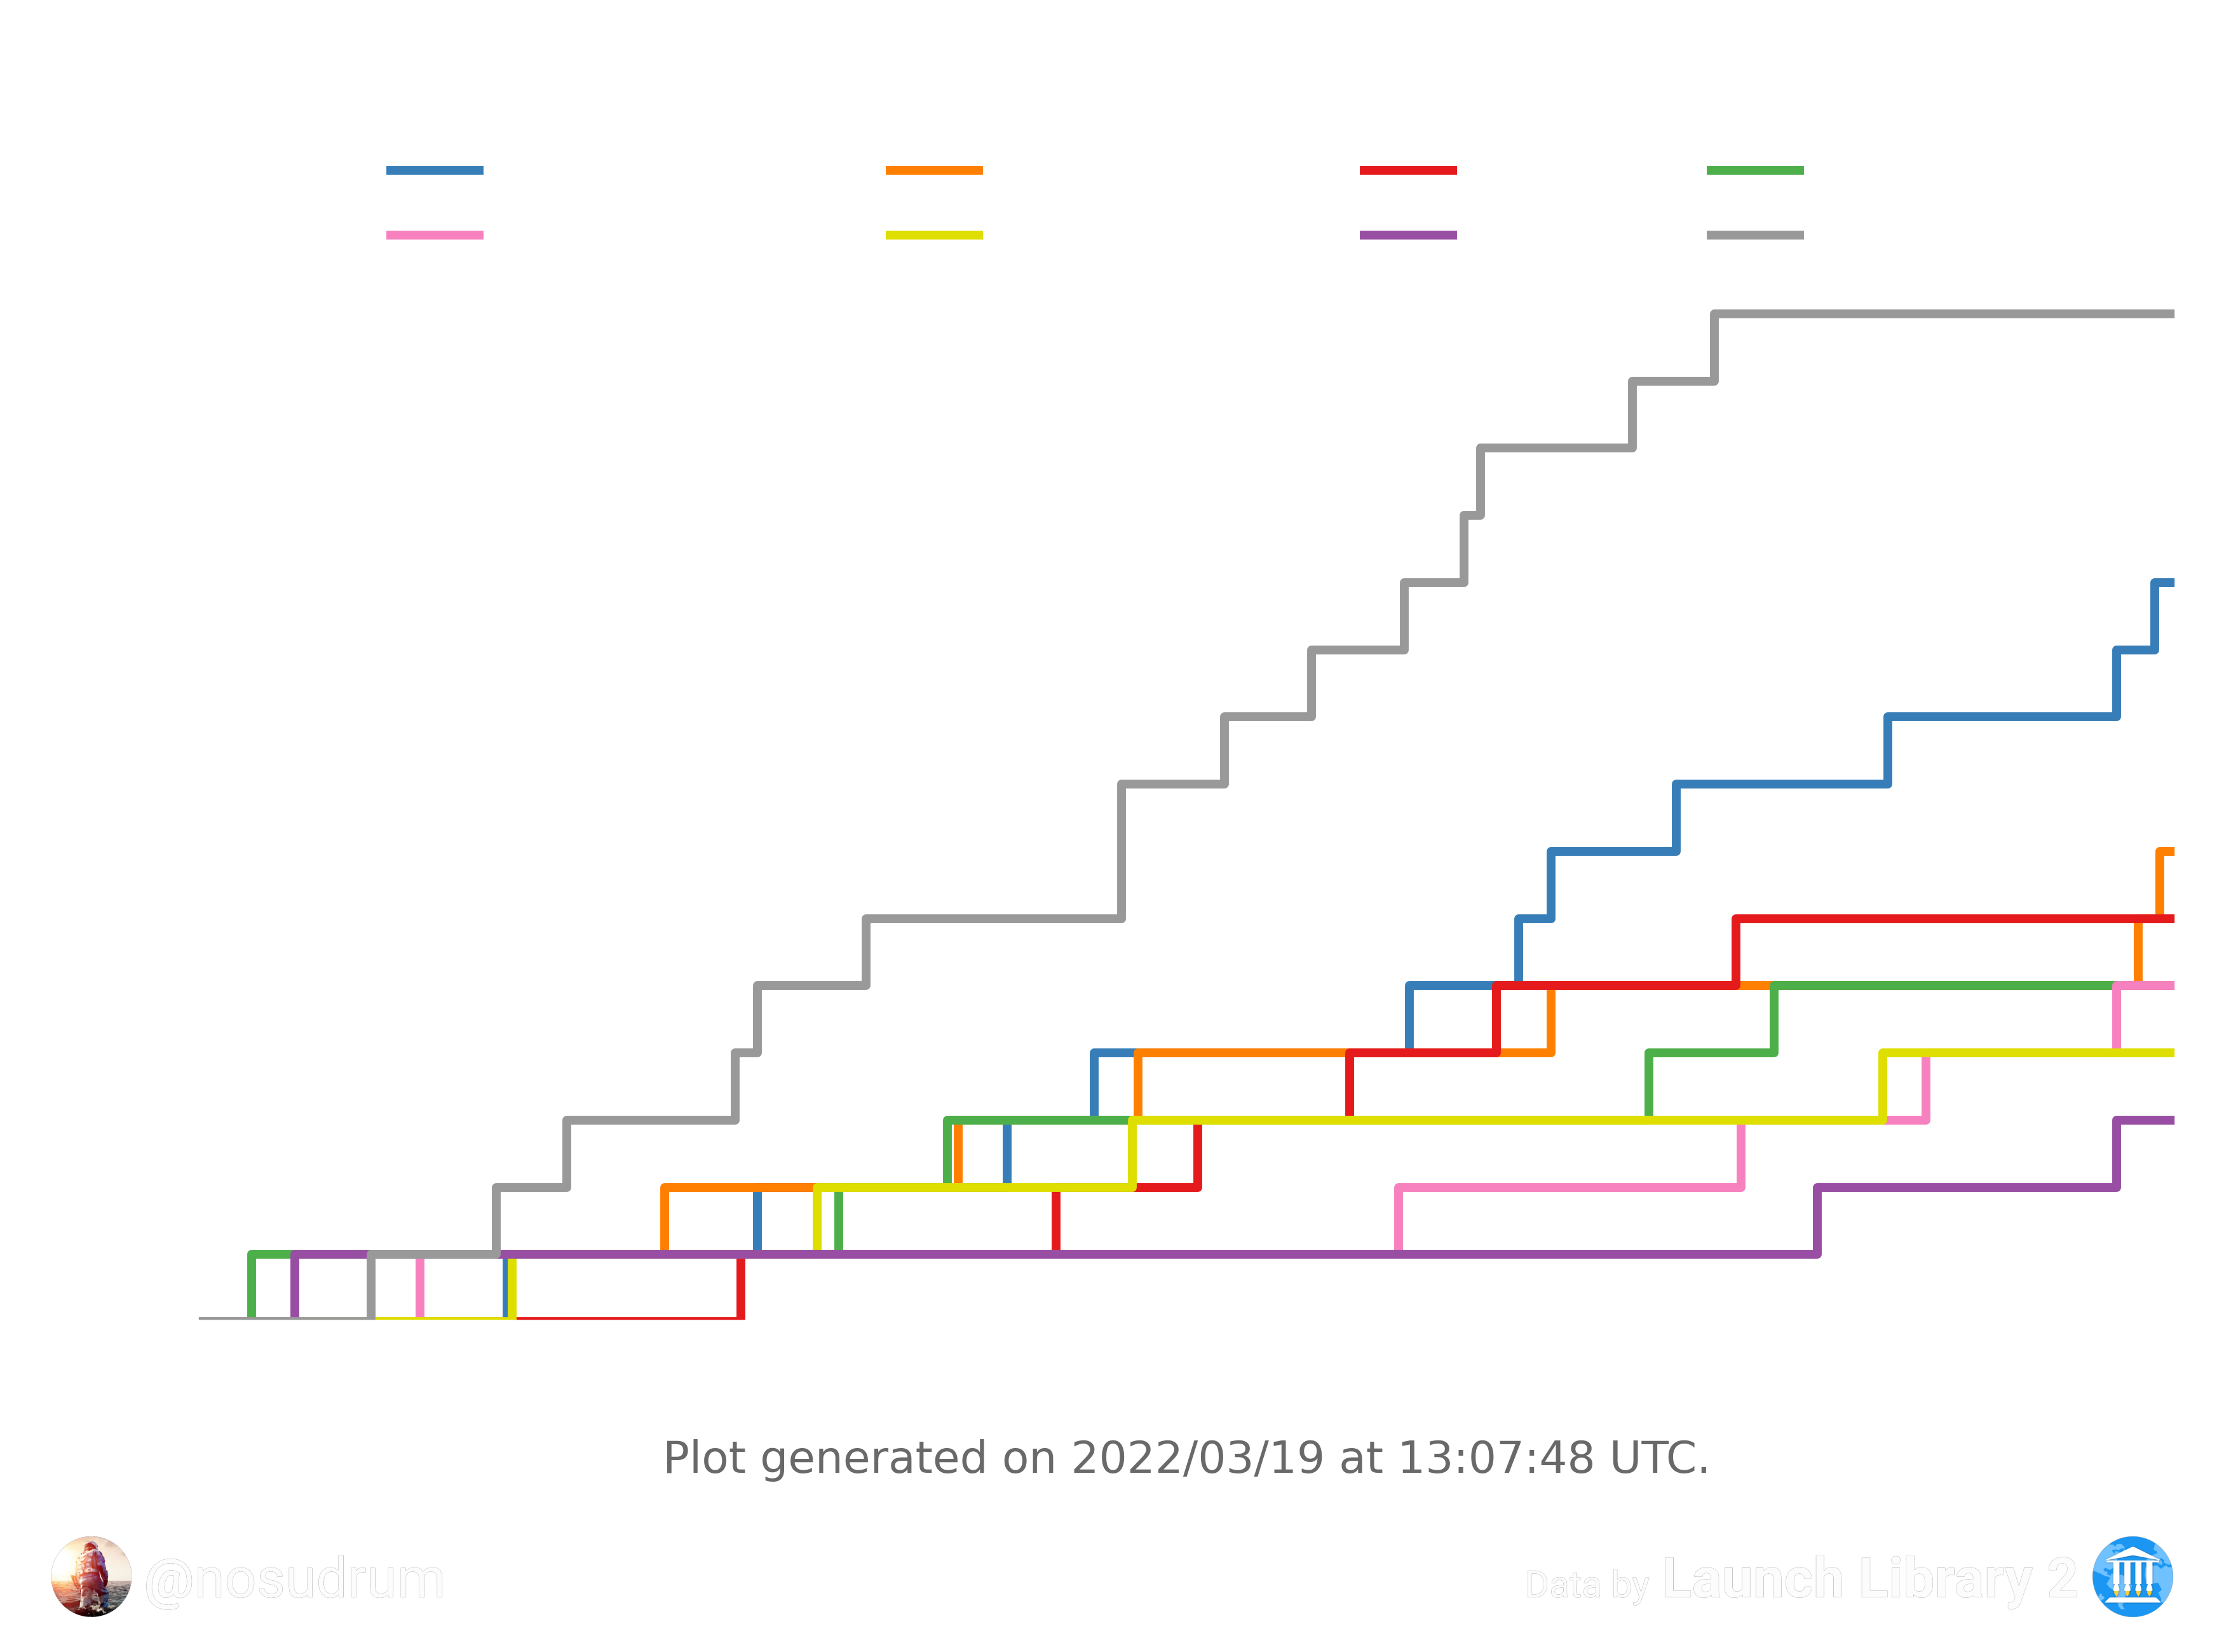 Plot generated on 2022/03/19 at 13:07:48 UTC.
@nosudrum
Data by Launch Library 2